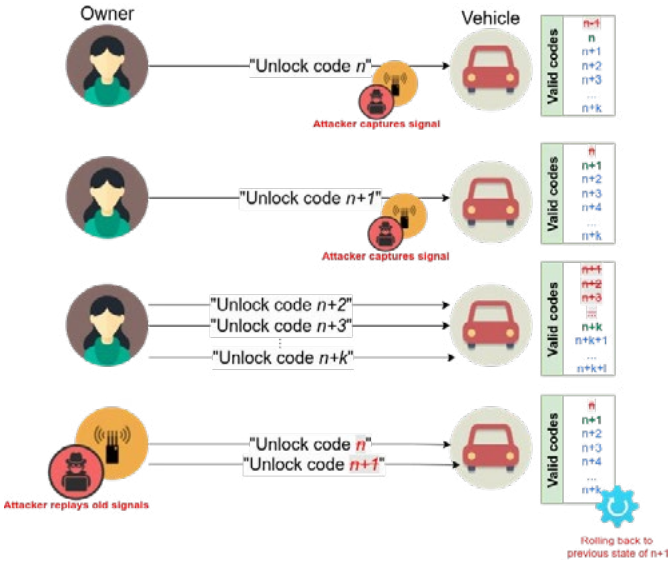 Owner
Vehicle
"Unlock code n"
Attacker captures signal
Valid codes
n-1
n
n+1
n+2
n+3
...
n+k
"Unlock code n+1"
Attacker captures signal
Valid codes
n
n+1
n+2
n+3
n+4
...
n+k
"Unlock code n+2"
"Unlock code n+3"
"Unlock code n+k"
Valid codes
n+1
n+2
n+3
...
n+k
n+k+1
...
n+k+l
"Unlock code n"
"Unlock code n+1"
Attacker replays old signals
Valid codes
n
n+1
n+2
n+3
n+4
...
n+k
Rolling back to
previous state of n+1